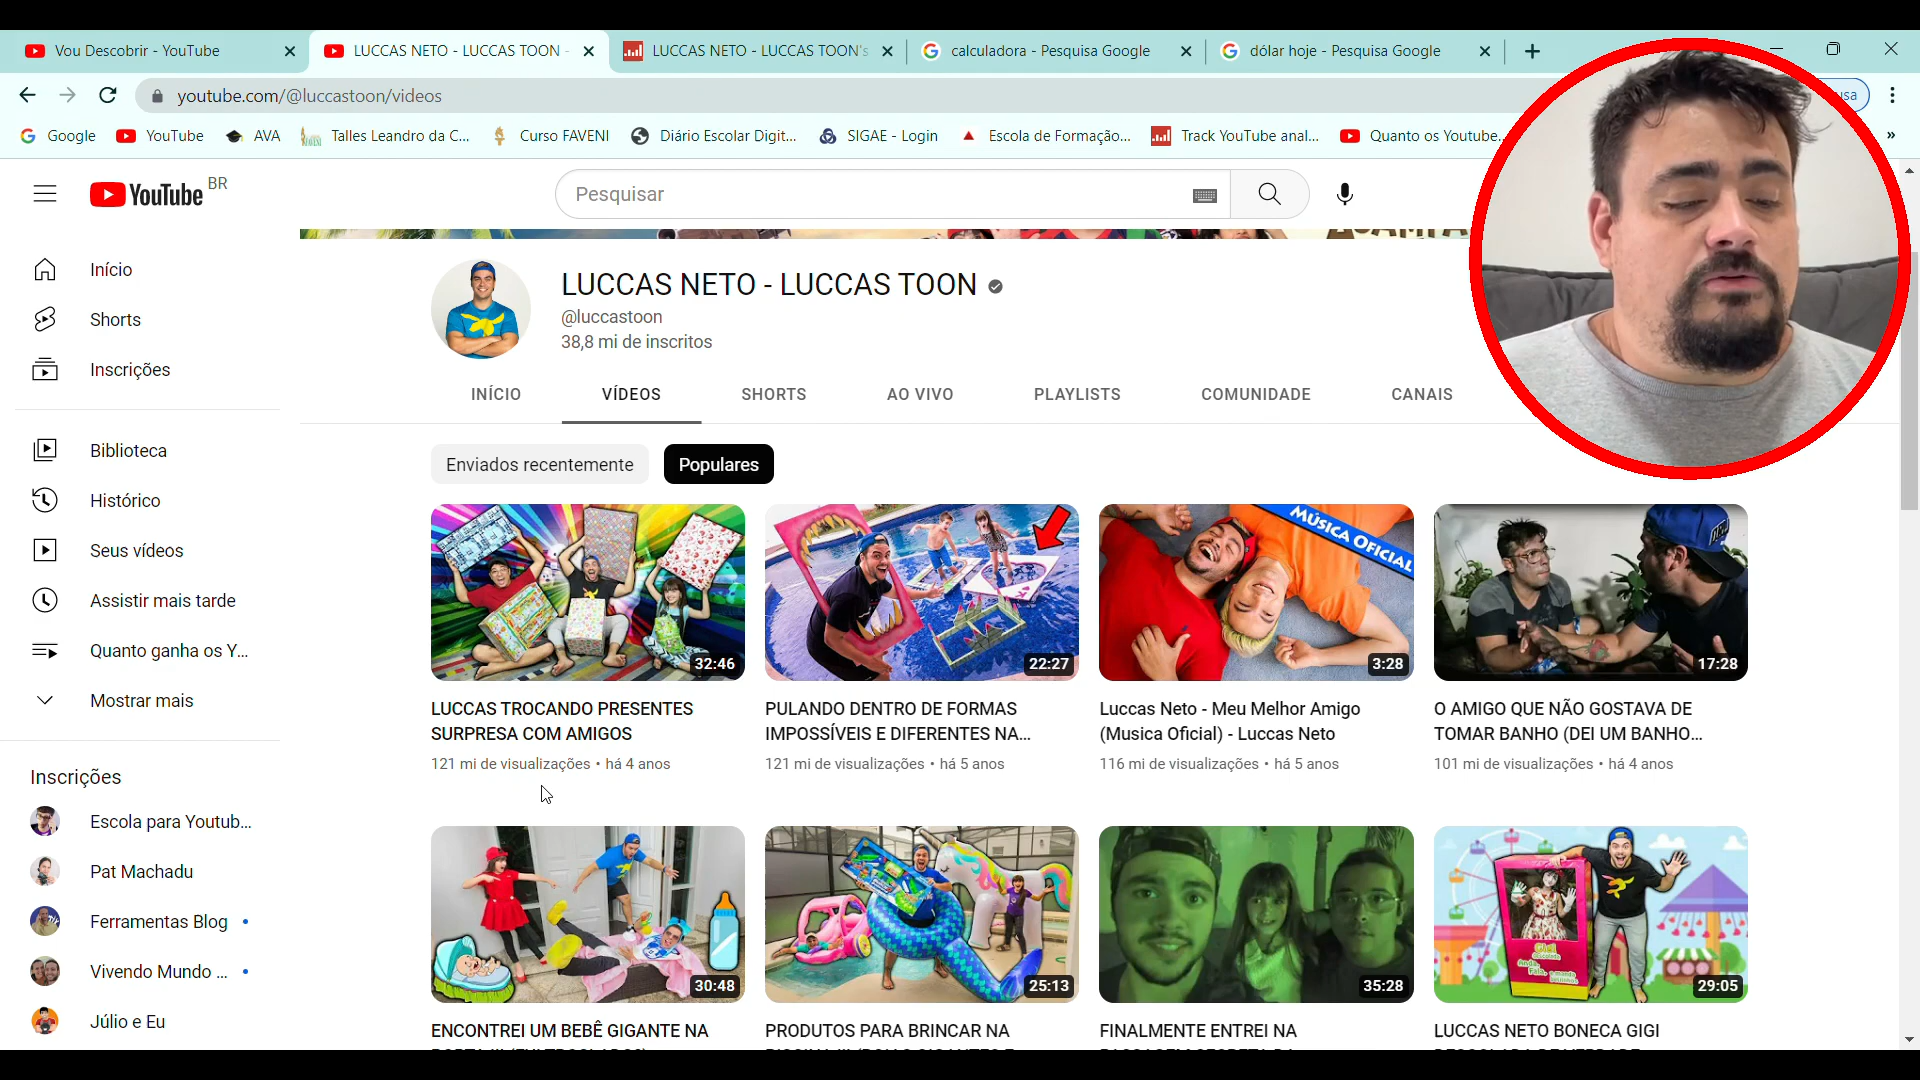 Vou Descobrir - YouTube
LUCCAS NETO - LUCCAS TOON -
LUCCAS NETO - LUCCAS TOON's
calculadora - Pesquisa Google
dólar hoje - Pesquisa Google
youtube.com/@luccastoon/videos
usa
Google
YouTube
AVA
Talles Leandro da C...
Curso FAVENI
Diário Escolar Digit...
SIGAE - Login
Escola de Formação...
Track YouTube anal...
Quanto os Youtube...
YouTube BR
Pesquisar
Início
Shorts
Inscrições
Biblioteca
Histórico
Seus vídeos
Assistir mais tarde
Quanto ganha os Y...
Mostrar mais
Inscrições
Escola para Youtub...
Pat Machadu
Ferramentas Blog
Vivendo Mundo ...
Júlio e Eu
LUCCAS NETO - LUCCAS TOON
@luccastoon
38,8 mi de inscritos
INÍCIO
VÍDEOS
SHORTS
AO VIVO
PLAYLISTS
COMUNIDADE
CANAIS
Enviados recentemente
Populares
32:46
22:27
MÚSICA OFICIAL
3:28
17:28
LUCCAS TROCANDO PRESENTES
SURPRESA COM AMIGOS
121 mi de visualizações • há 4 anos
PULANDO DENTRO DE FORMAS
IMPOSSÍVEIS E DIFERENTES NA...
121 mi de visualizações • há 5 anos
Luccas Neto - Meu Melhor Amigo
(Musica Oficial) - Luccas Neto
116 mi de visualizações • há 5 anos
O AMIGO QUE NÃO GOSTAVA DE
TOMAR BANHO (DEI UM BANHO...
101 mi de visualizações • há 4 anos
30:48
25:13
35:28
Gigi
29:05
ENCONTREI UM BEBÊ GIGANTE NA
PRODUTOS PARA BRINCAR NA
FINALMENTE ENTREI NA
LUCCAS NETO BONECA GIGI